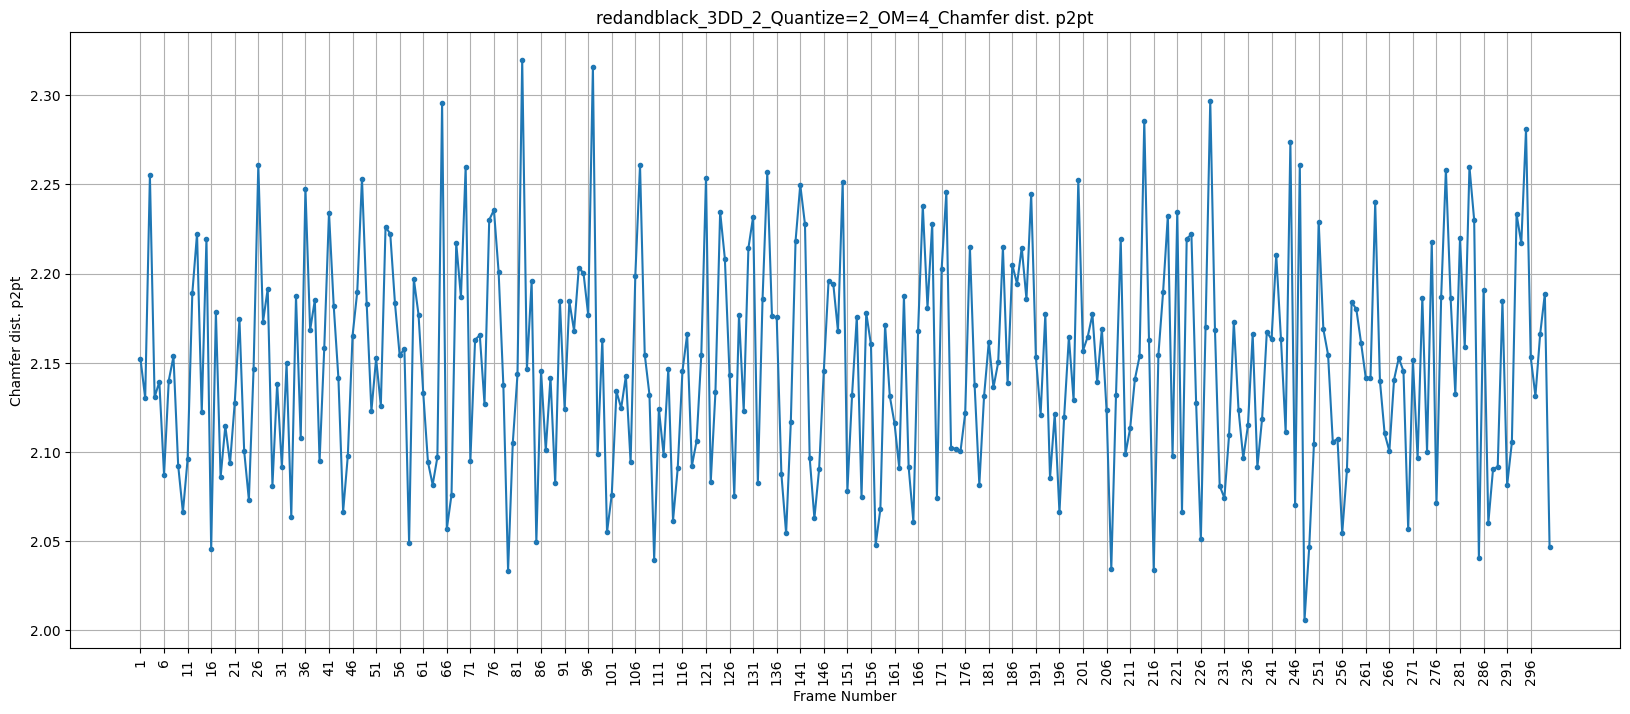 redandblack_3DD_2_Quantize=2_OM=4_Chamfer dist. p2pt
Chamfer dist. p2pt
2.30
2.25
2.20
2.15
2.10
2.05
2.00
1 6 11 16 21 26 31 36 41 46 51 56 61 66 71 76 81 86 91 96 101 106 111 116 121 126 131 136 141 146 151 156 161 166 171 176 181 186 191 196 201 206 211 216 221 226 231 236 241 246 251 256 261 266 271 276 281 286 291 296
Frame Number